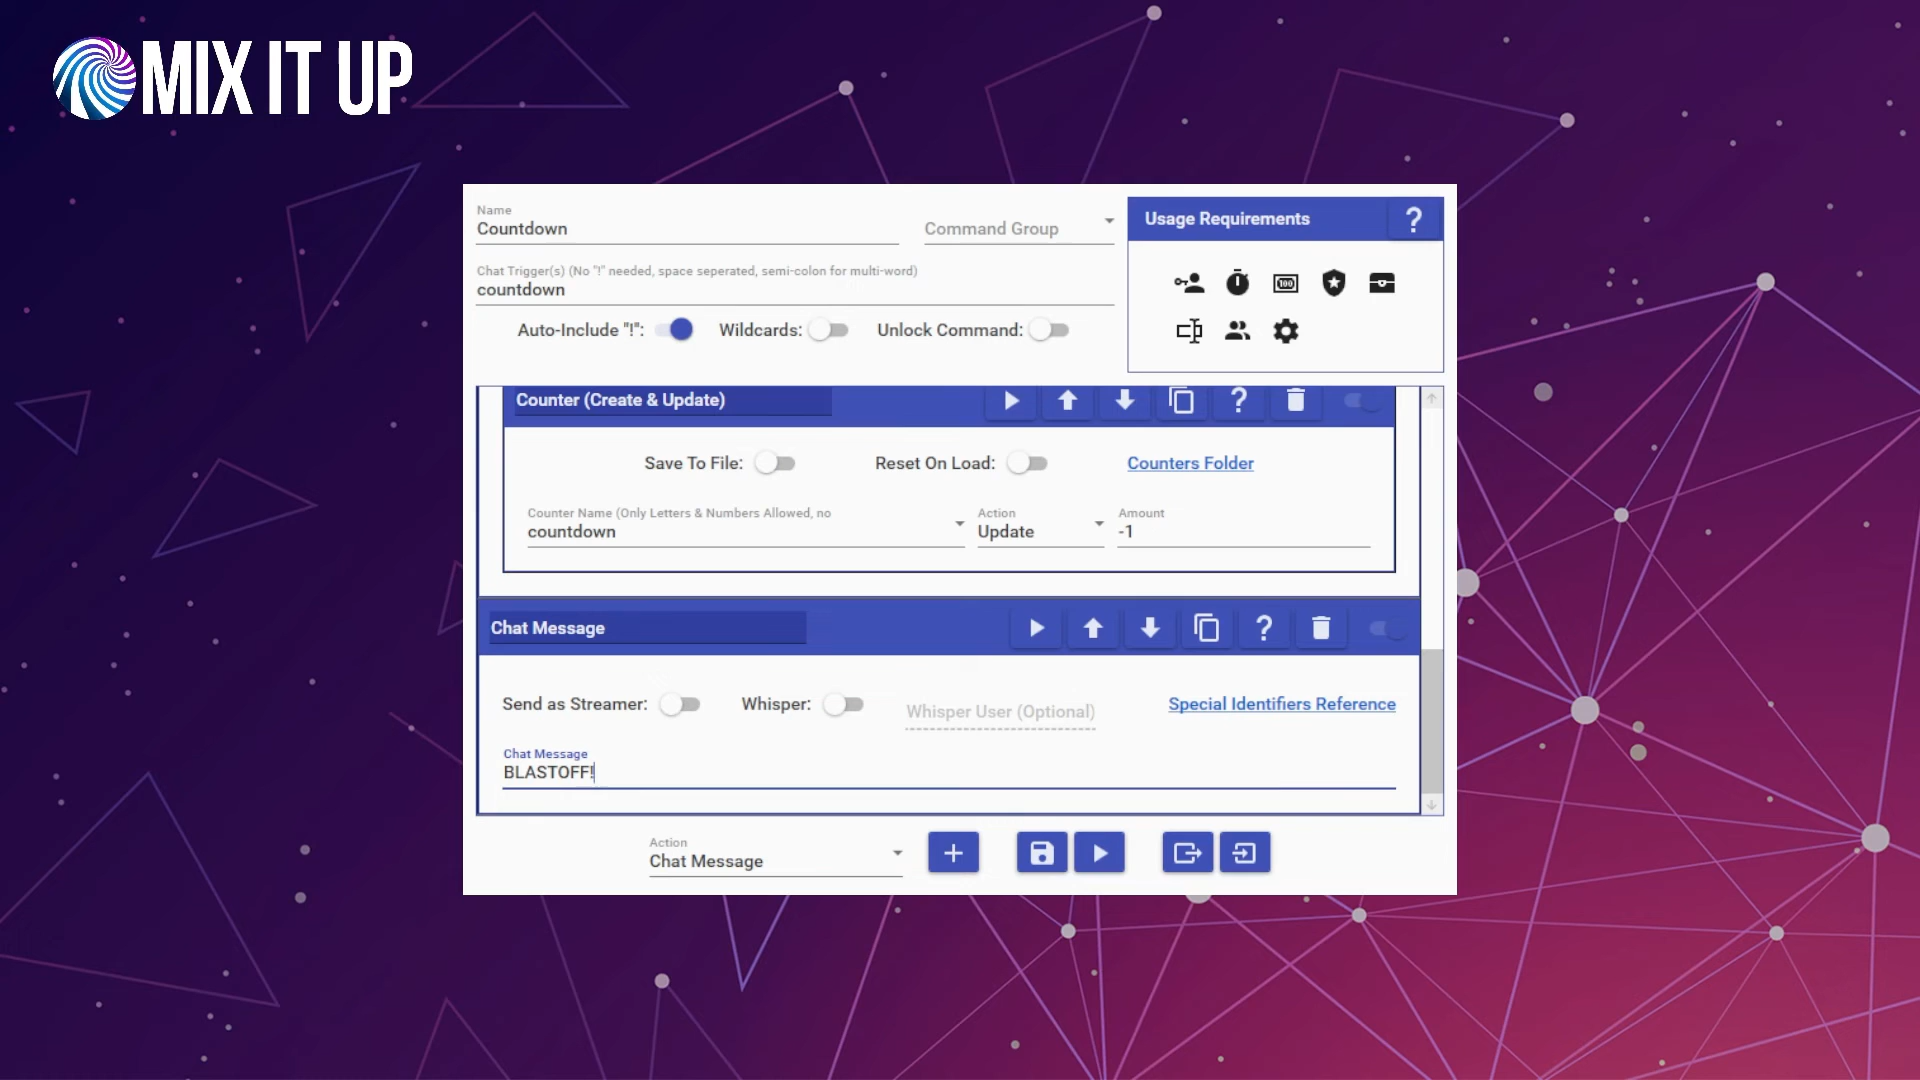 MIX IT UP
Name
Countdown
Command Group
Usage Requirements
?
Chat Trigger(s) (No "!" needed, space seperated, semi-colon for multi-word)
countdown
100
Auto-Include "!":
Wildcards:
Unlock Command:
Counter (Create & Update)
?
Save To File:
Reset On Load:
Counters Folder
Counter Name (Only Letters & Numbers Allowed, no
countdown
Action
Update
Amount
-1
Chat Message
?
Send as Streamer:
Whisper:
Whisper User (Optional)
Special Identifiers Reference
Chat Message
BLASTOFF!
Action
Chat Message